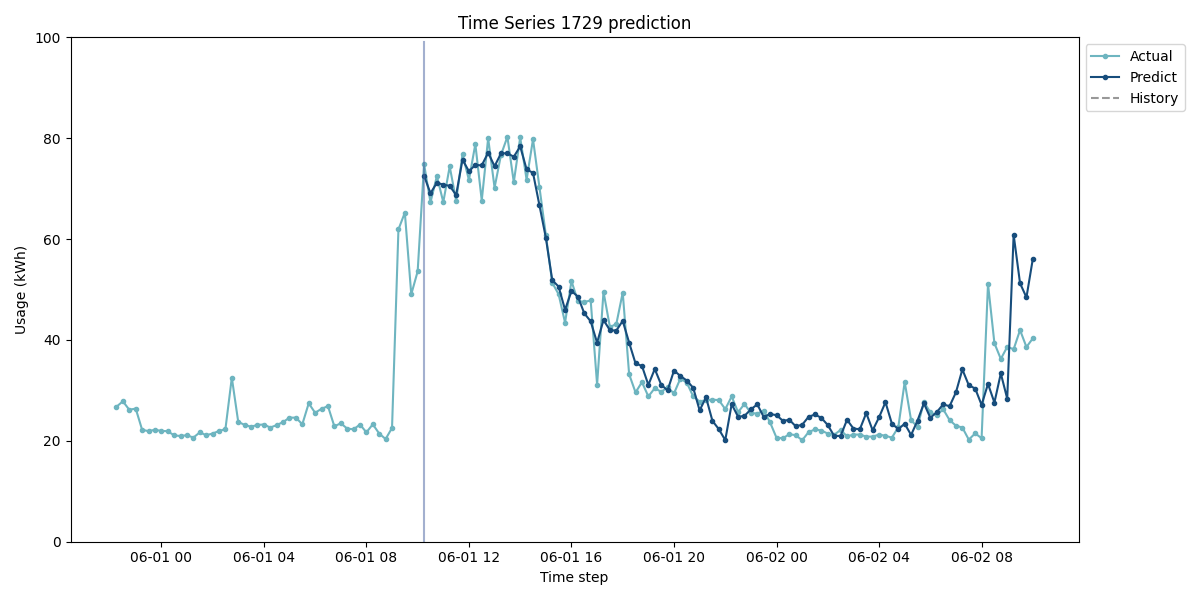 Time Series 1729 prediction
100
80
60
40
20
0
Usage (kWh)
06-01 00
06-01 04
06-01 08
06-01 12
06-01 16
06-01 20
06-02 00
06-02 04
06-02 08
Time step
Actual
Predict
History